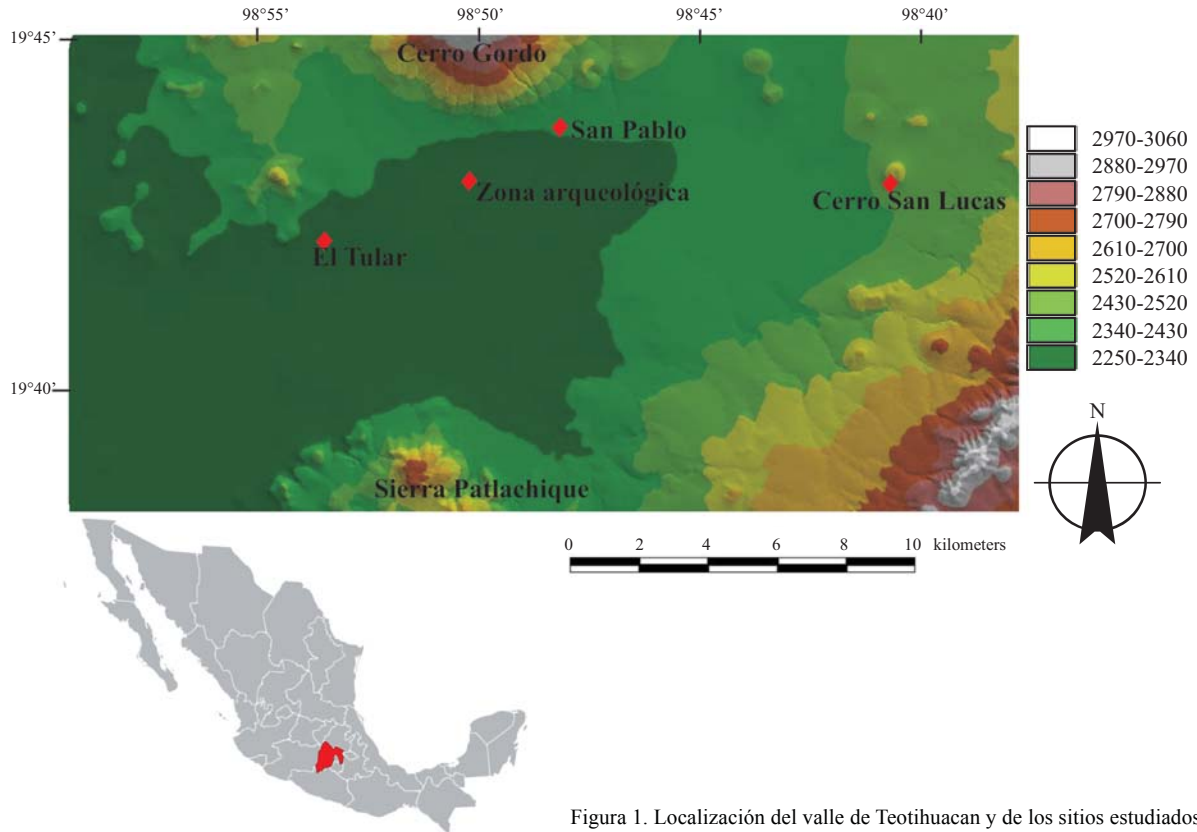 98°55' 98°50' 98°45' 98°40'
19°45'
Cerro Gordo
San Pablo
Zona arqueológica
Cerro San Lucas
El Tular
19°40'
Sierra Patlachique
2970-3060
2880-2970
2790-2880
2700-2790
2610-2700
2520-2610
2430-2520
2340-2430
2250-2340
N
0 2 4 6 8 10 kilometers
Figura 1. Localización del valle de Teotihuacan y de los sitios estudiados